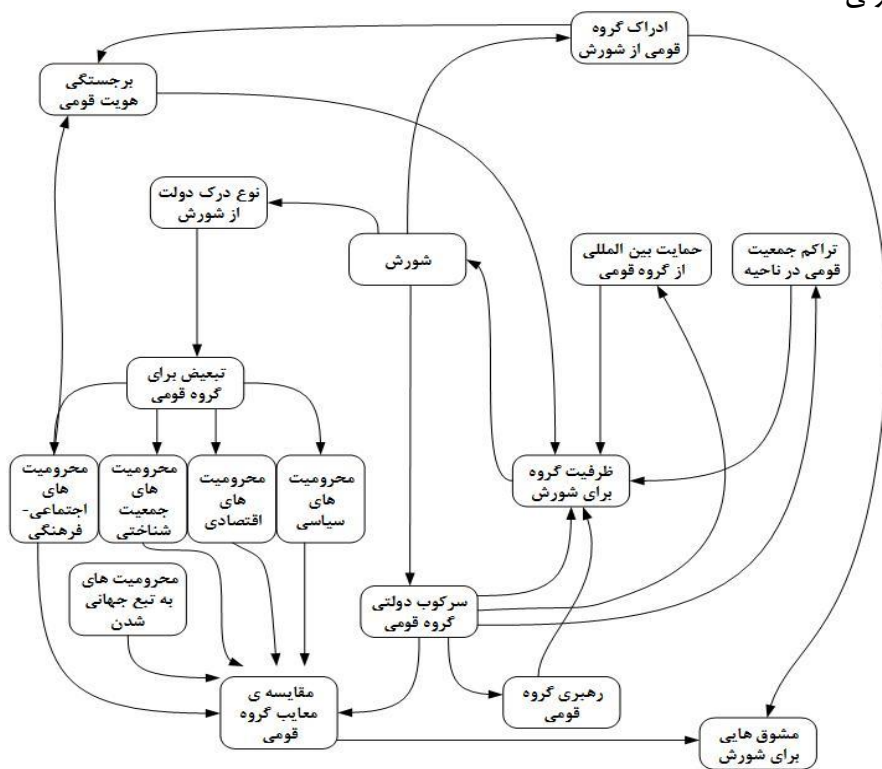 ادراک گروه
قومی از شورش
برجستگی
هویت قومی
نوع درک دولت
از شورش
شورش
حمایت بین المللی
از گروه قومی
تراکم جمعیت
قومی در ناحیه
تبعیض برای
گروه قومی
محرومیت
های
اجتماعی-
فرهنگی
محرومیت
های
جمعیت
شناختی
محرومیت
های
اقتصادی
محرومیت
های
سیاسی
ظرفیت گروه
برای شورش
محرومیت های
به تبع جهانی
شدن
سرکوب دولتی
گروه قومی
مقایسه ی
معایب گروه
قومی
رهبری گروه
قومی
مشوق هایی
برای شورش